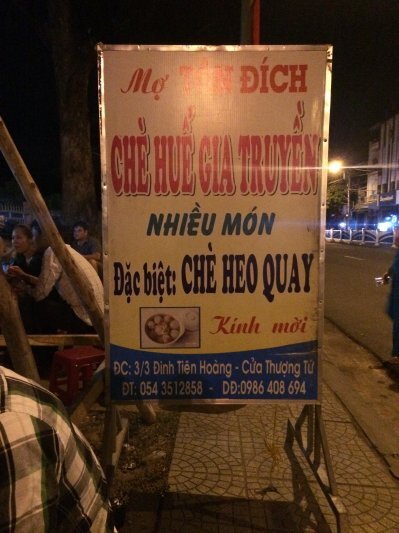 Mợ TÔN ĐÍCH
CHÈ HUẾ GIA TRUYỀN
NHIỀU MÓN
Đặc biệt: CHÈ HEO QUAY
Kính mời
ĐC: 3/3 Đinh Tiên Hoàng - Cửa Thượng Tứ
ĐT: 054 3512858 - DĐ:0986 408 694